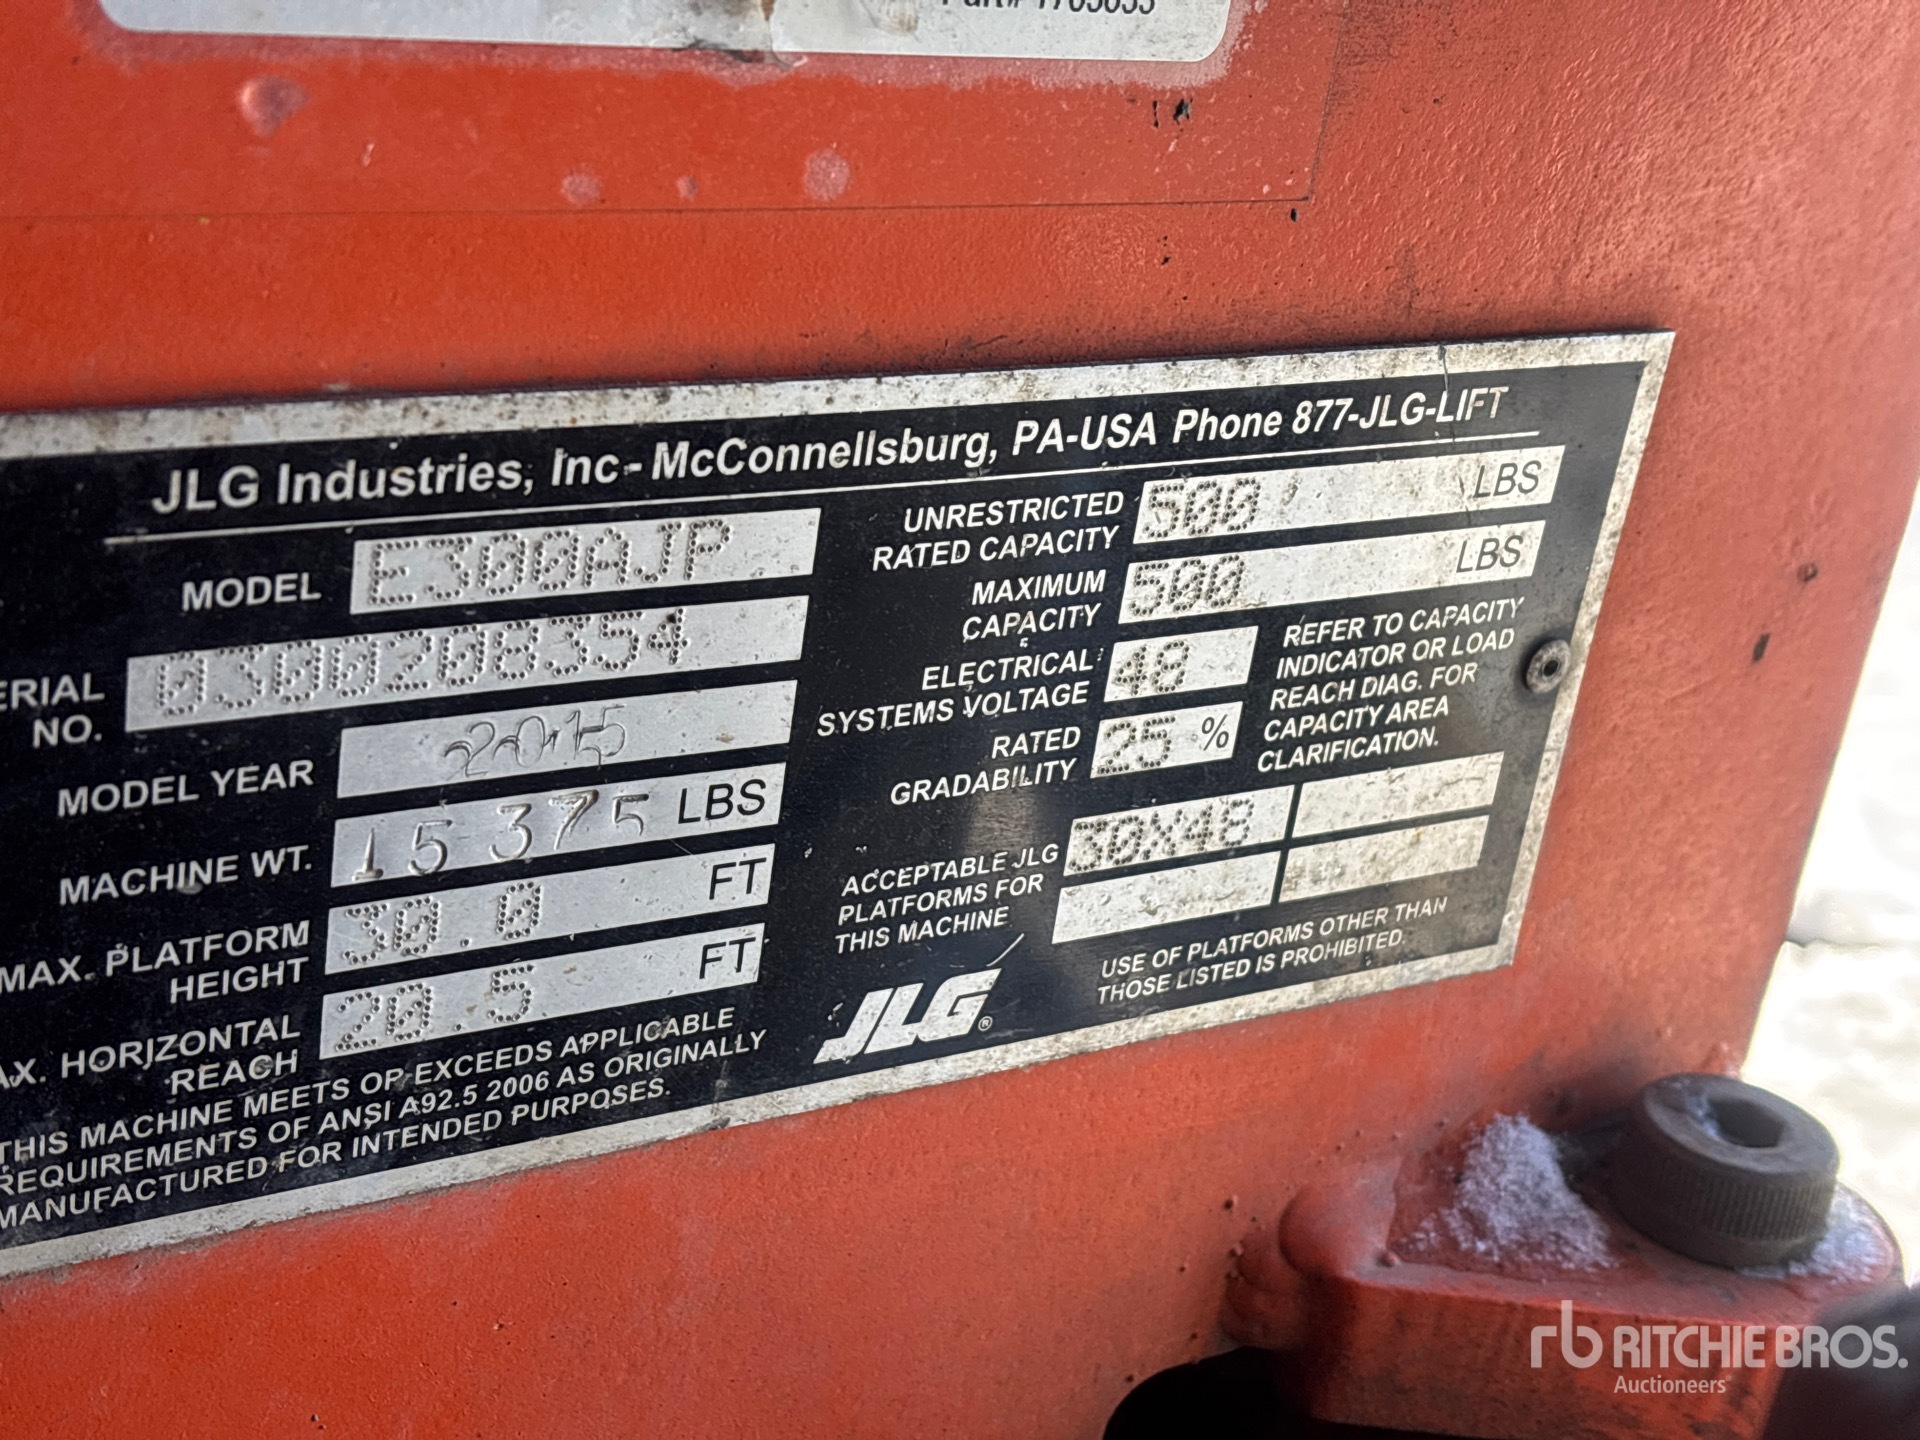 JLG Industries, Inc - McConnellsburg, PA-USA Phone 877-JLG-LIFT
MODEL E300AJP
ERIAL NO. 0300208354
MODEL YEAR 2015
MACHINE WT. 15375 LBS
MAX. PLATFORM HEIGHT 30.0 FT
AX. HORIZONTAL REACH 20.5 FT
THIS MACHINE MEETS OR EXCEEDS APPLICABLE
REQUIREMENTS OF ANSI A92.5 2006 AS ORIGINALLY
MANUFACTURED FOR INTENDED PURPOSES.
UNRESTRICTED RATED CAPACITY 500 LBS
MAXIMUM CAPACITY 500 LBS
ELECTRICAL SYSTEMS VOLTAGE 48
RATED GRADABILITY 25 %
REFER TO CAPACITY
INDICATOR OR LOAD
REACH DIAG. FOR
CAPACITY AREA
CLARIFICATION.
ACCEPTABLE JLG
PLATFORMS FOR
THIS MACHINE
30X48
USE OF PLATFORMS OTHER THAN
THOSE LISTED IS PROHIBITED.
JLG®
rb RITCHIE BROS.
Auctioneers